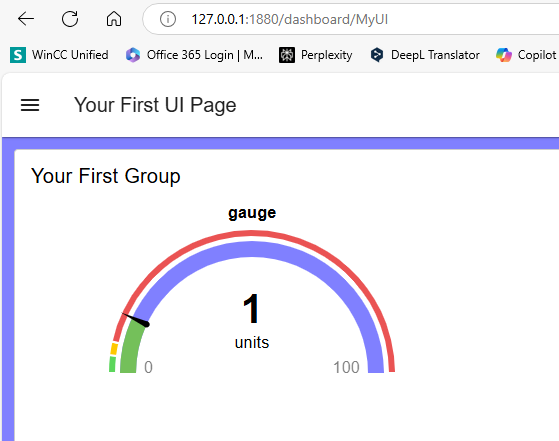 127.0.0.1:1880/dashboard/MyUI
S WinCC Unified Office 365 Login | M... Perplexity DeepL Translator Copilot
Your First UI Page
Your First Group
gauge
1
units
0 100